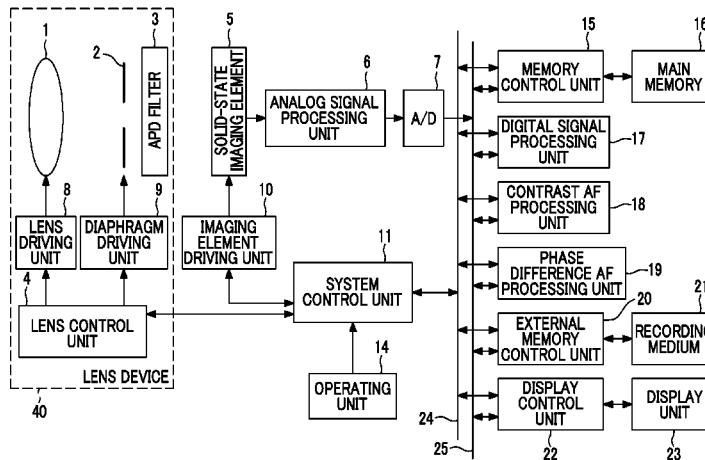 1
2
3
APD FILTER
5
SOLID-STATE
IMAGING ELEMENT
6
ANALOG SIGNAL
PROCESSING
UNIT
7
A/D
15
MEMORY
CONTROL UNIT
16
MAIN
MEMORY
DIGITAL SIGNAL
PROCESSING
UNIT
17
CONTRAST AF
PROCESSING
UNIT
18
PHASE
DIFFERENCE AF
PROCESSING UNIT
19
8
LENS
DRIVING
UNIT
9
DIAPHRAGM
DRIVING
UNIT
10
IMAGING
ELEMENT
DRIVING UNIT
11
SYSTEM
CONTROL
UNIT
4
LENS CONTROL
UNIT
20
EXTERNAL
MEMORY
CONTROL UNIT
21
RECORDING
MEDIUM
14
OPERATING
UNIT
LENS DEVICE
40
24
25
DISPLAY
CONTROL
UNIT
22
DISPLAY
UNIT
23